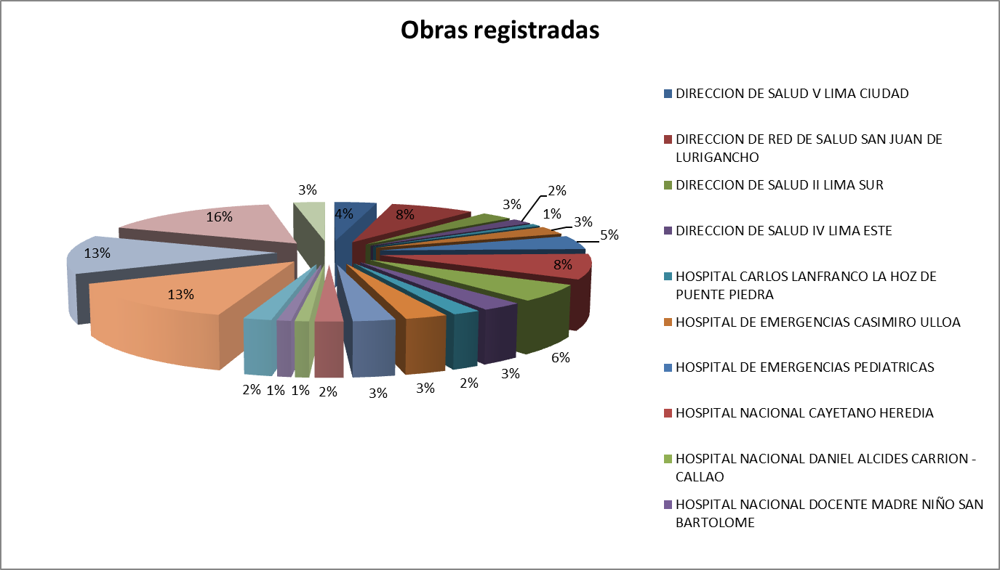 Obras registradas
4%
8%
3%
2%
1%
3%
5%
8%
6%
3%
2%
3%
3%
2%
1%
1%
2%
13%
13%
16%
3%
DIRECCION DE SALUD V LIMA CIUDAD
DIRECCION DE RED DE SALUD SAN JUAN DE
LURIGANCHO
DIRECCION DE SALUD II LIMA SUR
DIRECCION DE SALUD IV LIMA ESTE
HOSPITAL CARLOS LANFRANCO LA HOZ DE
PUENTE PIEDRA
HOSPITAL DE EMERGENCIAS CASIMIRO ULLOA
HOSPITAL DE EMERGENCIAS PEDIATRICAS
HOSPITAL NACIONAL CAYETANO HEREDIA
HOSPITAL NACIONAL DANIEL ALCIDES CARRION -
CALLAO
HOSPITAL NACIONAL DOCENTE MADRE NIÑO SAN
BARTOLOME